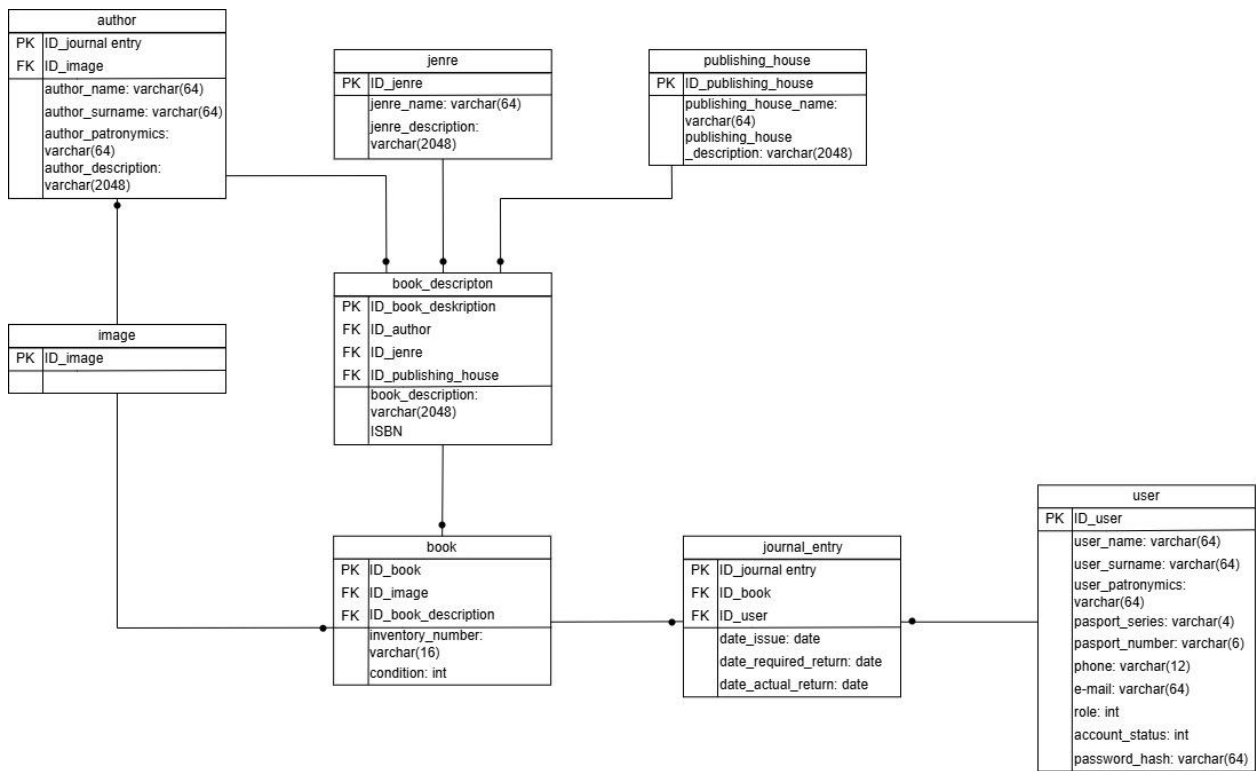 author
PK ID_journal entry
FK ID_image
author_name: varchar(64)
author_surname: varchar(64)
author_patronymics:
varchar(64)
author_description:
varchar(2048)
jenre
PK ID_jenre
jenre_name: varchar(64)
jenre_description:
varchar(2048)
publishing_house
PK ID_publishing_house
publishing_house_name:
varchar(64)
publishing_house
_description: varchar(2048)
image
PK ID_image
book_descripton
PK ID_book_deskription
FK ID_author
FK ID_jenre
FK ID_publishing_house
book_description:
varchar(2048)
ISBN
book
PK ID_book
FK ID_image
FK ID_book_description
inventory_number:
varchar(16)
condition: int
journal_entry
PK ID_journal entry
FK ID_book
FK ID_user
date_issue: date
date_required_return: date
date_actual_return: date
user
PK ID_user
user_name: varchar(64)
user_surname: varchar(64)
user_patronymics:
varchar(64)
pasport_series: varchar(4)
pasport_number: varchar(6)
phone: varchar(12)
e-mail: varchar(64)
role: int
account_status: int
password_hash: varchar(64)